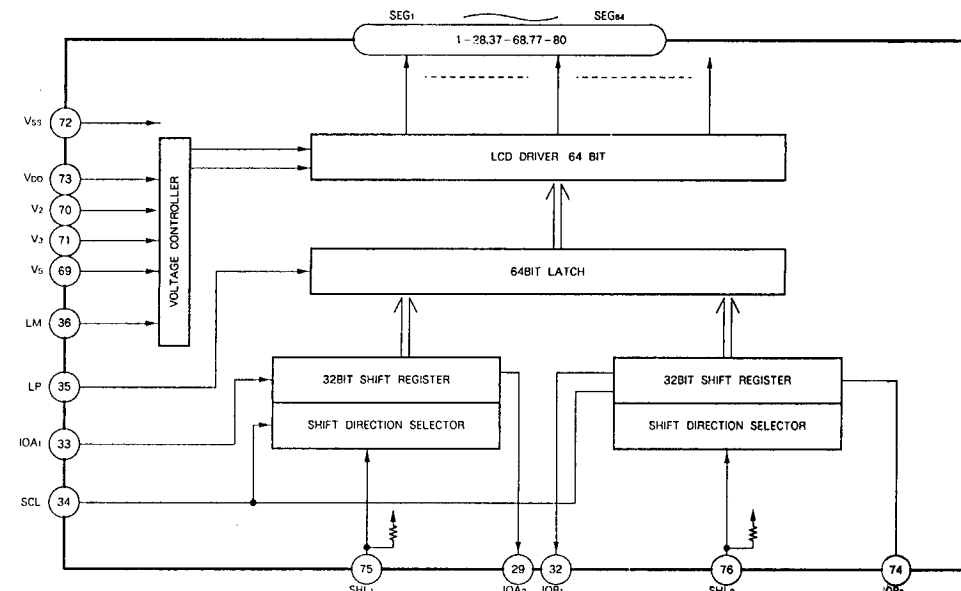 SEG₁ SEG₆₄
1-28.37-68.77-80
VSS 72
VDD 73
V₂ 70
V₃ 71
V₅ 69
LM 36
LP 35
IOA₁ 33
SCL 34
VOLTAGE CONTROLLER
LCD DRIVER 64 BIT
64BIT LATCH
32BIT SHIFT REGISTER
SHIFT DIRECTION SELECTOR
32BIT SHIFT REGISTER
SHIFT DIRECTION SELECTOR
75 29 32 76 74